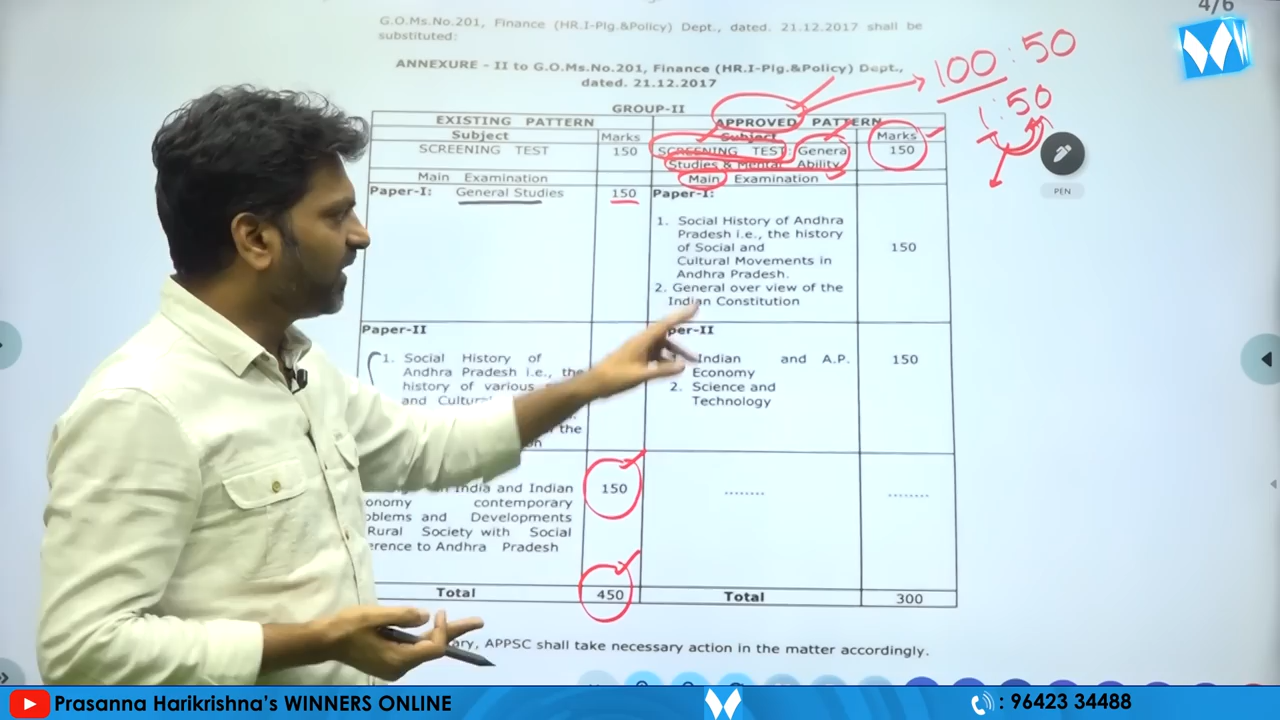 4/6
G.O.Ms.No.201, Finance (HR.I-Plg.&Policy) Dept., dated. 21.12.2017 shall be
substituted:
ANNEXURE - II to G.O.Ms.No.201, Finance (HR.I-Plg.&Policy) Dept.,
dated. 21.12.2017
100 : 50
1 : 50
GROUP-II
EXISTING PATTERN
APPROVED PATTERN
Subject
Marks
Subject
Marks
SCREENING TEST
150
SCREENING TEST: Genera
Studies & Mental Ability
150
Main Examination
Main Examination
Paper-I: General Studies
150
Paper-I:
1. Social History of Andhra
Pradesh i.e., the history
of Social and
Cultural Movements in
Andhra Pradesh.
2. General over view of the
Indian Constitution
150
Paper-II
1. Social History of
Andhra Pradesh i.e., the
history of various
and
the
per-II
Indian and A.P.
Economy
2. Science and
Technology
150
India and Indian
onomy contemporary
oblems and Developments
Rural Society with Social
erence to Andhra Pradesh
150
........
........
Total
450
Total
300
ary, APPSC shall take necessary action in the matter accordingly.
PEN
Prasanna Harikrishna's WINNERS ONLINE
: 96423 34488